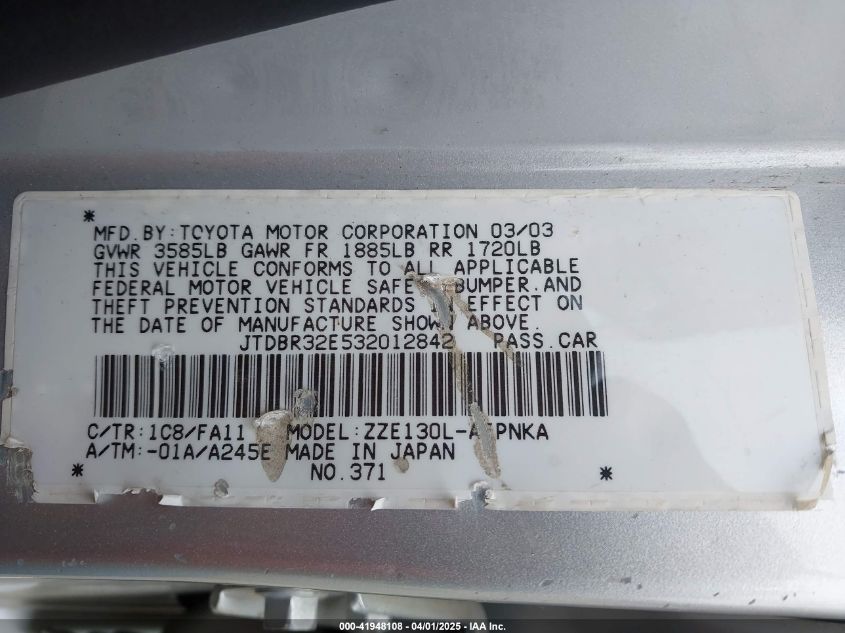 *
MFD.BY:TOYOTA MOTOR CORPORATION 03/03
GVWR 3585LB GAWR FR 1885LB RR 1720LB
THIS VEHICLE CONFORMS TO ALL APPLICABLE
FEDERAL MOTOR VEHICLE BUMPER.AND
THEFT PREVENTION STANDARDS EFFECT ON
THE DATE OF MANUFACTURE ABOVE.
JTDBR32E532012842 PASS.CAR
C/TR:1C8/FA11 MODEL:
A/TM:-01A/A245E MADE IN JAPAN
* NO.371 *
000-41948108 - 04/01/2025 - IAA Inc.